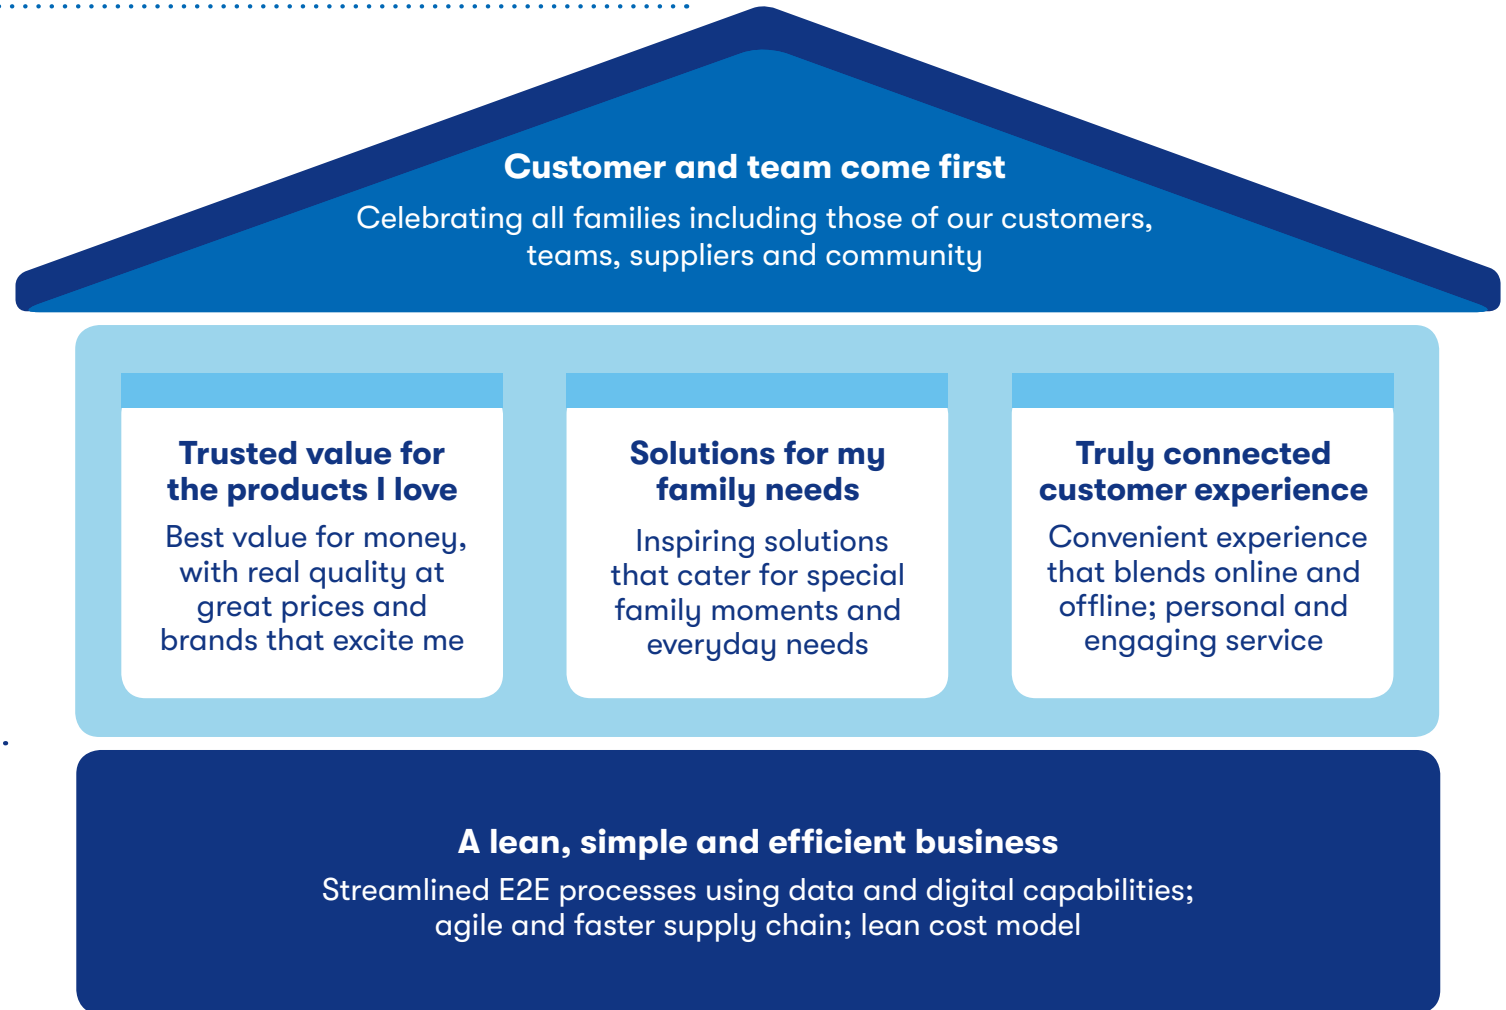 Customer and team come first
Celebrating all families including those of our customers,
teams, suppliers and community
Trusted value for
the products I love
Best value for money,
with real quality at
great prices and
brands that excite me
Solutions for my
family needs
Inspiring solutions
that cater for special
family moments and
everyday needs
Truly connected
customer experience
Convenient experience
that blends online and
offline; personal and
engaging service
A lean, simple and efficient business
Streamlined E2E processes using data and digital capabilities;
agile and faster supply chain; lean cost model